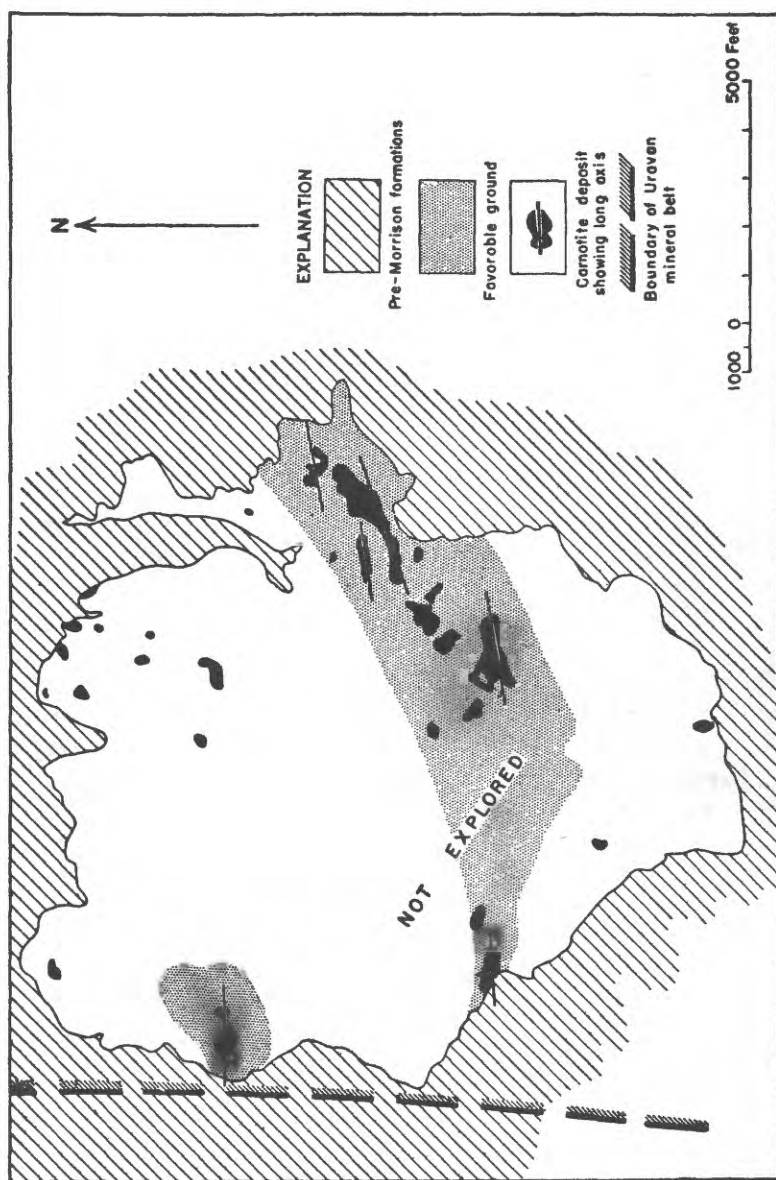 N
EXPLANATION
Pre-Morrison formations
Favorable ground
Carnotite deposit
showing long axis
Boundary of Uravan
mineral belt
1000 0 5000 Feet
NOT EXPLORED